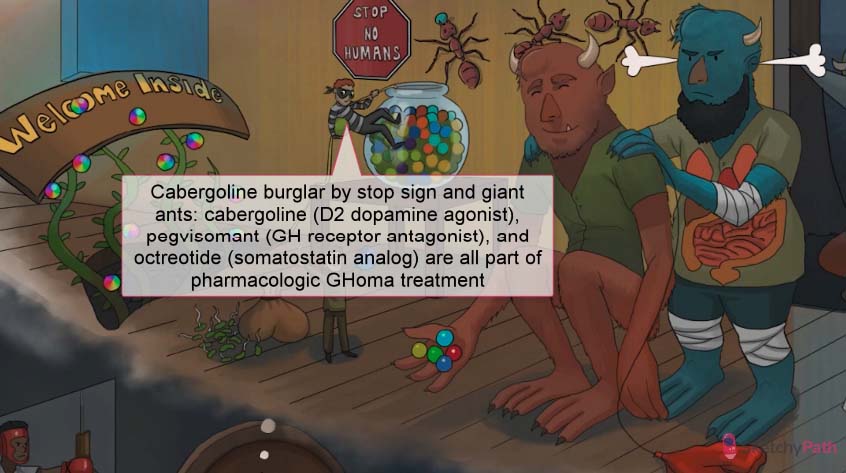 STOP
NO
HUMANS
Welcome Inside
Cabergoline burglar by stop sign and giant
ants: cabergoline (D2 dopamine agonist),
pegvisomant (GH receptor antagonist), and
octreotide (somatostatin analog) are all part of
pharmacologic GHoma treatment
SketchyPath